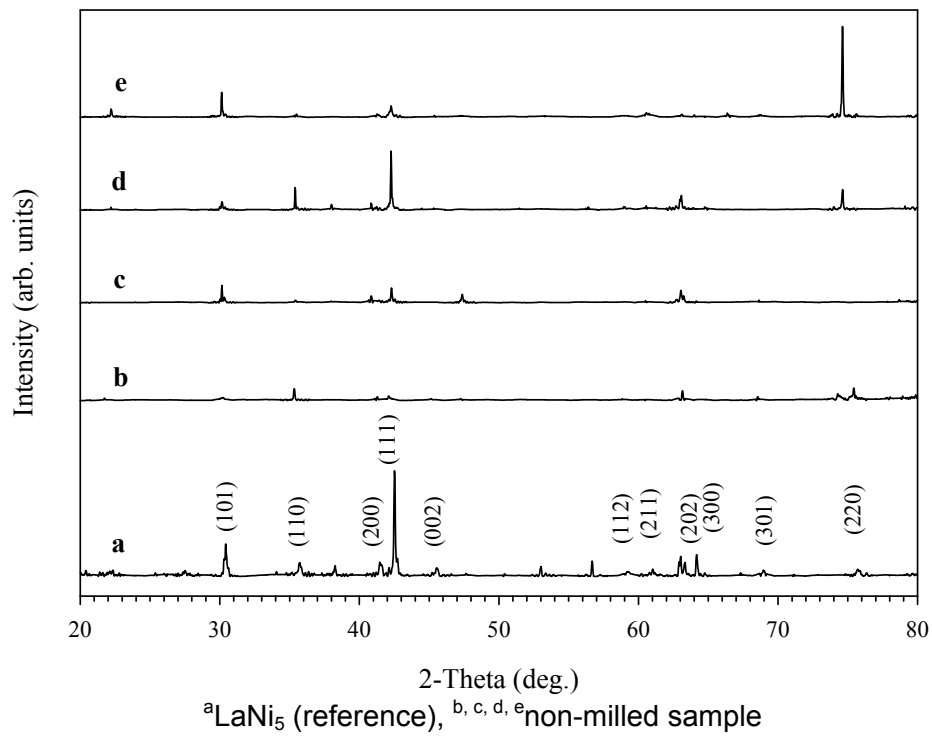 e
d
c
b
a
(101)
(110)
(200)
(111)
(002)
(112)
(211)
(202)
(300)
(301)
(220)
Intensity (arb. units)
20 30 40 50 60 70 80
2-Theta (deg.)
ᵃLaNi₅ (reference), ᵇ, ᶜ, ᵈ, ᵉnon-milled sample